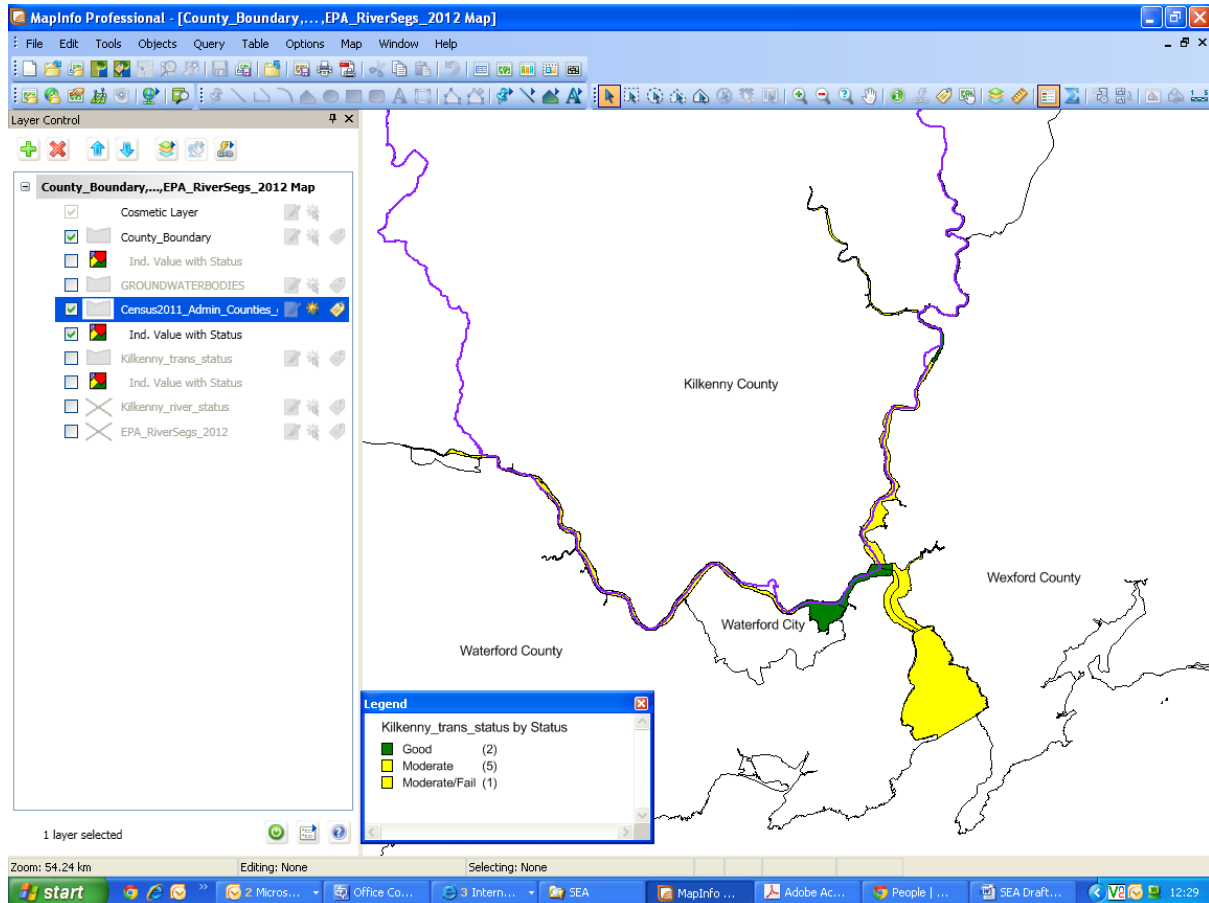 MapInfo Professional - [County_Boundary,...,EPA_RiverSegs_2012 Map]
File Edit Tools Objects Query Table Options Map Window Help
Layer Control
County_Boundary,...,EPA_RiverSegs_2012 Map
Cosmetic Layer
County_Boundary
Ind. Value with Status
GROUNDWATERBODIES
Census2011_Admin_Counties_
Ind. Value with Status
Kilkenny_trans_status
Ind. Value with Status
Kilkenny_river_status
EPA_RiverSegs_2012
Kilkenny County
Wexford County
Waterford City
Waterford County
Legend
Kilkenny_trans_status by Status
Good (2)
Moderate (5)
Moderate/Fail (1)
1 layer selected
Zoom: 54.24 km Editing: None Selecting: None
start 2 Micros... Office Co... 3 Intern... SEA MapInfo ... Adobe Ac... People | ... SEA Draft... 12:29